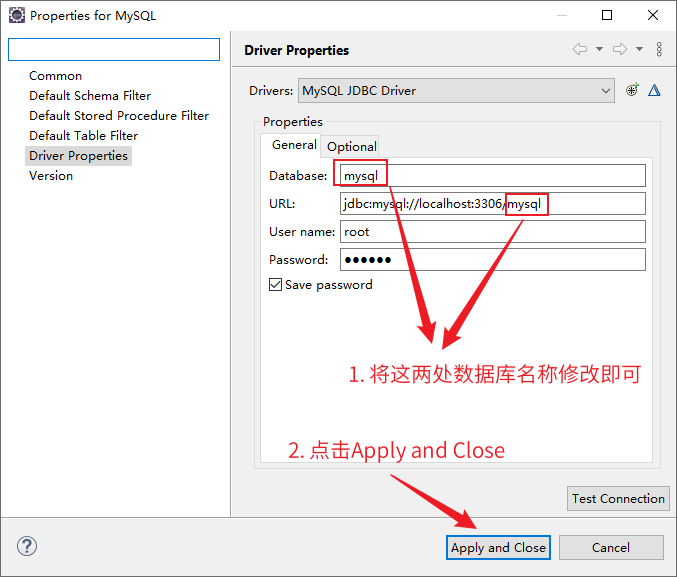 Properties for MySQL
Driver Properties
Common
Default Schema Filter
Default Stored Procedure Filter
Default Table Filter
Driver Properties
Version
Drivers: MySQL JDBC Driver
Properties
General Optional
Database: mysql
URL: jdbc:mysql://localhost:3306/mysql
User name: root
Password: ●●●●●●
Save password
1. 将这两处数据库名称修改即可
2. 点击Apply and Close
Test Connection
? Apply and Close Cancel